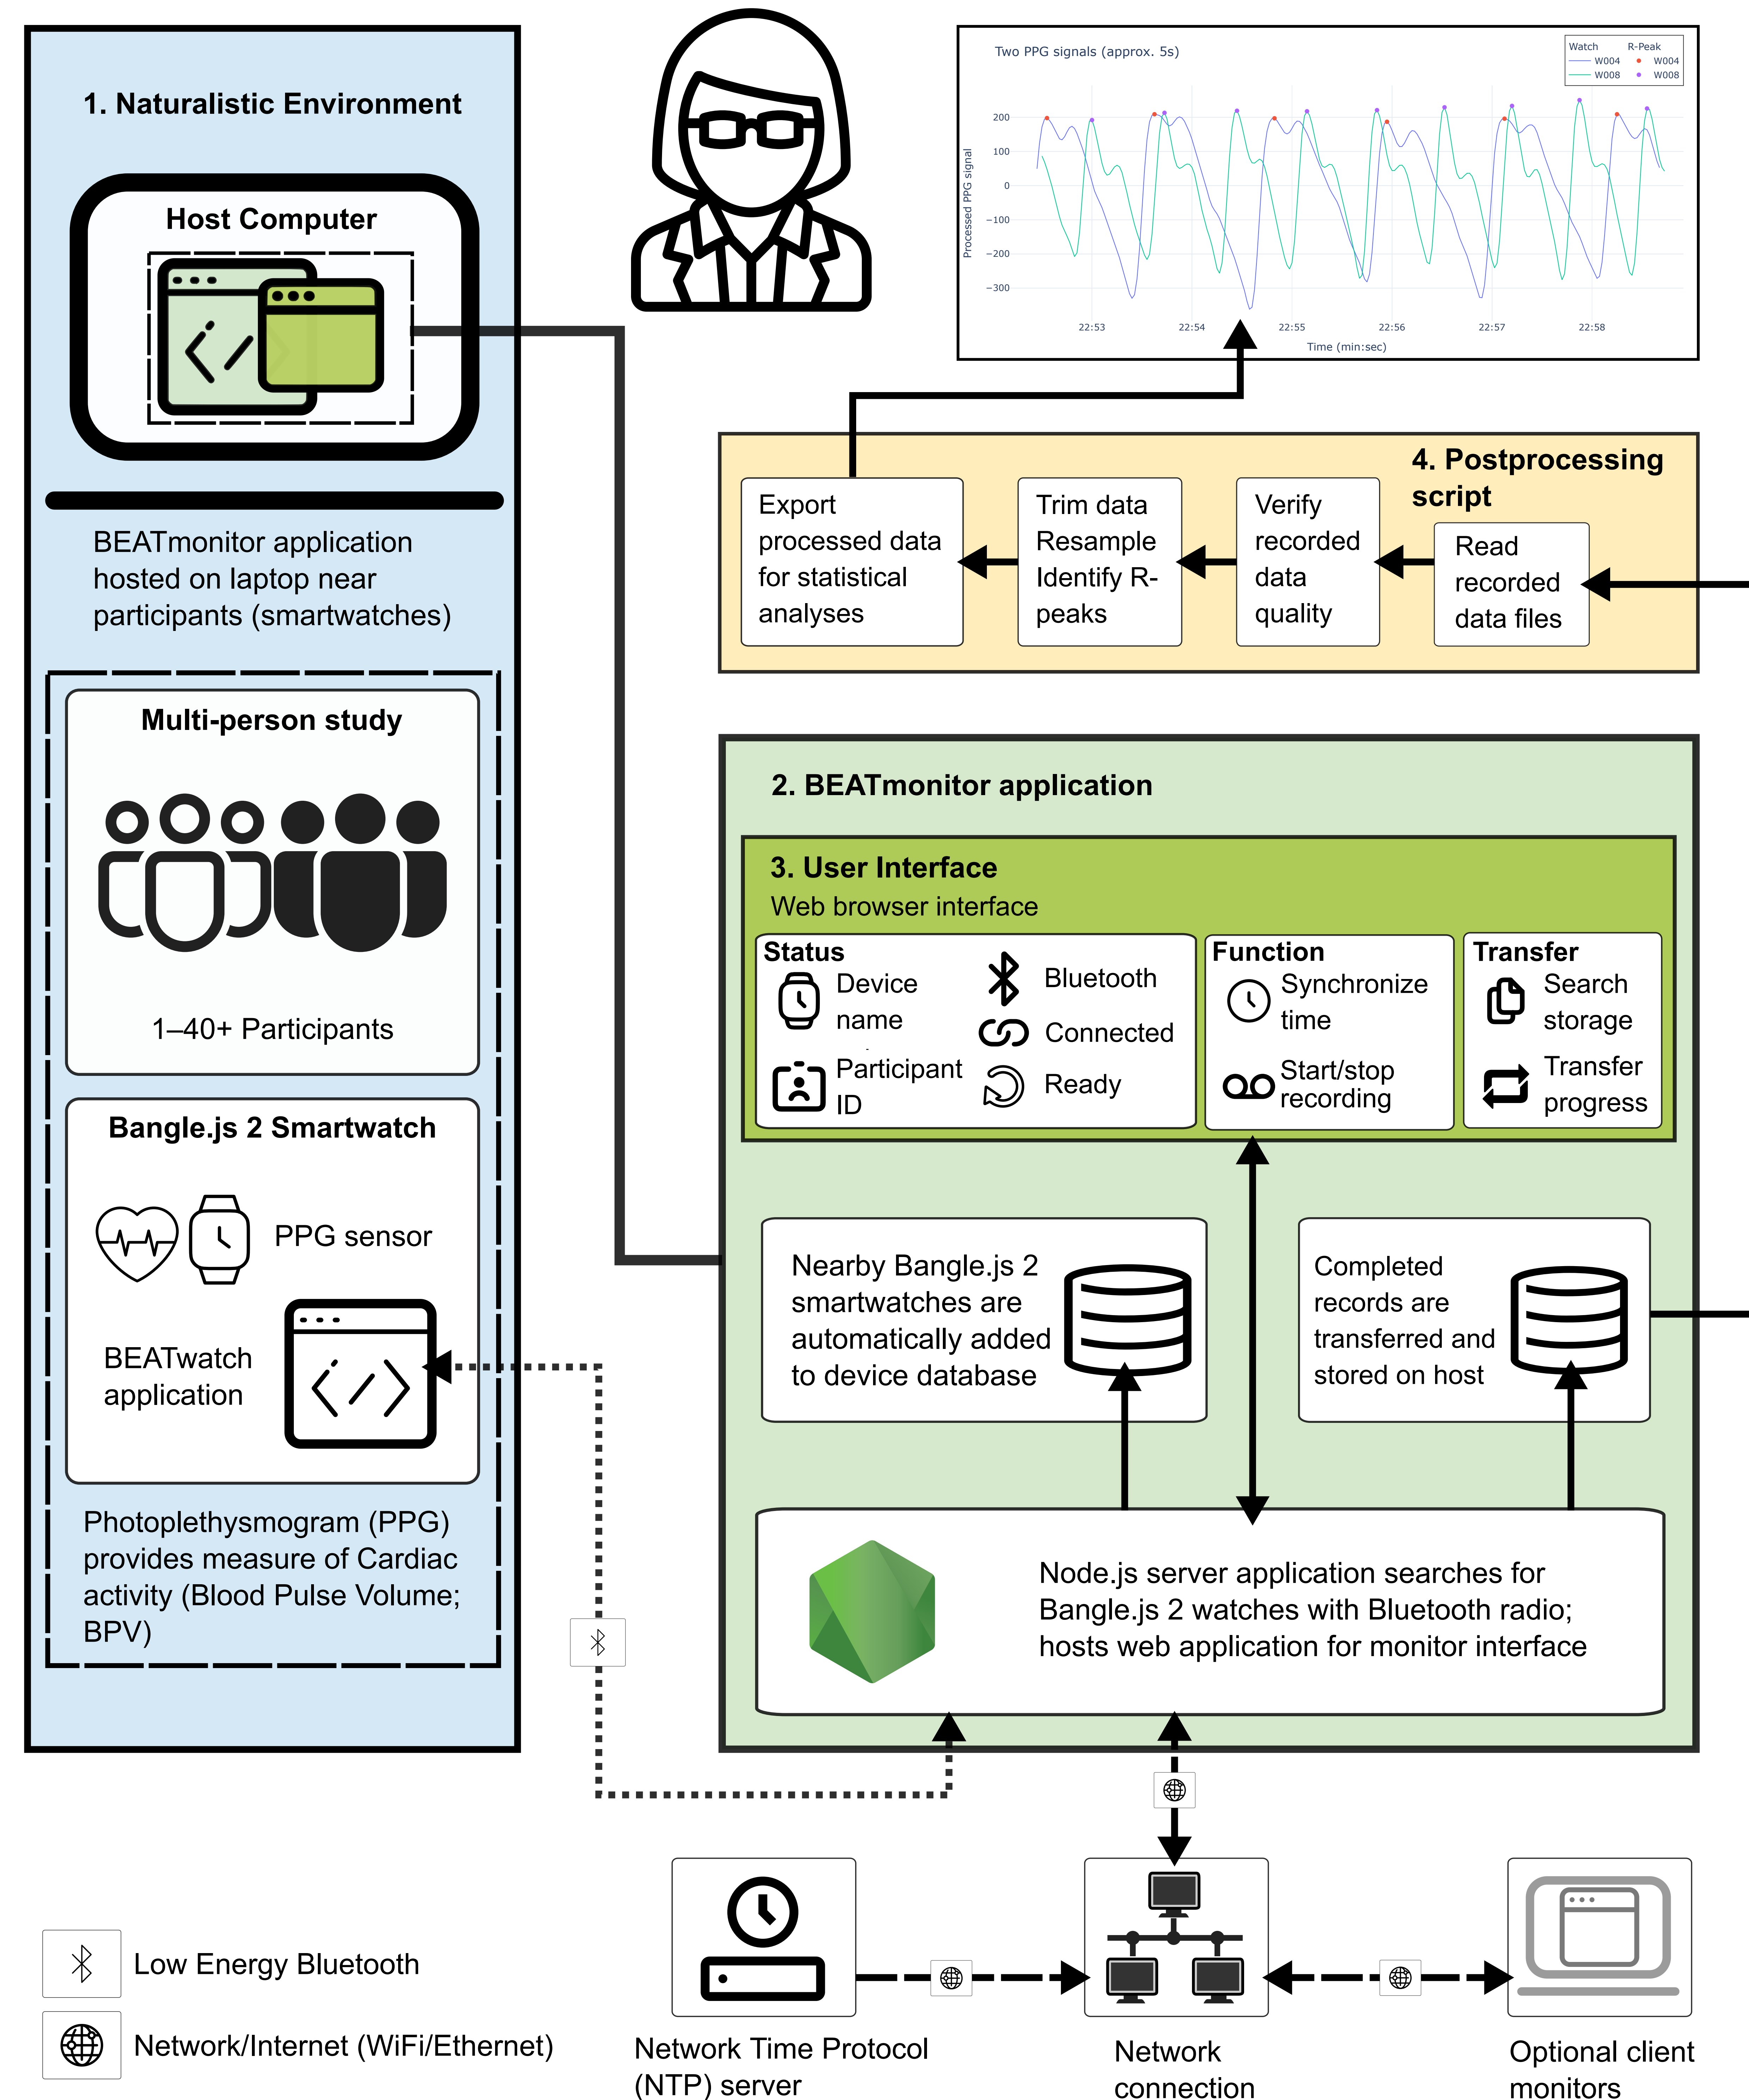 1. Naturalistic Environment
Host Computer
BEATmonitor application
hosted on laptop near
participants (smartwatches)
Multi-person study
1–40+ Participants
Bangle.js 2 Smartwatch
PPG sensor
BEATwatch
application
Photoplethysmogram (PPG)
provides measure of Cardiac
activity (Blood Pulse Volume;
BPV)
Two PPG signals (approx. 5s)
Watch R-Peak
W004 W004
W008 W008
Processed PPG signal
200
100
0
−100
−200
−300
22:53 22:54 22:55 22:56 22:57 22:58
Time (min:sec)
4. Postprocessing
script
Export
processed data
for statistical
analyses
Trim data
Resample
Identify R-
peaks
Verify
recorded
data
quality
Read
recorded
data files
2. BEATmonitor application
3. User Interface
Web browser interface
Status
Device
name
Participant
ID
Bluetooth
Connected
Ready
Function
Synchronize
time
Start/stop
recording
Transfer
Search
storage
Transfer
progress
Nearby Bangle.js 2
smartwatches are
automatically added
to device database
Completed
records are
transferred and
stored on host
Node.js server application searches for
Bangle.js 2 watches with Bluetooth radio;
hosts web application for monitor interface
Low Energy Bluetooth
Network/Internet (WiFi/Ethernet)
Network Time Protocol
(NTP) server
Network
connection
Optional client
monitors